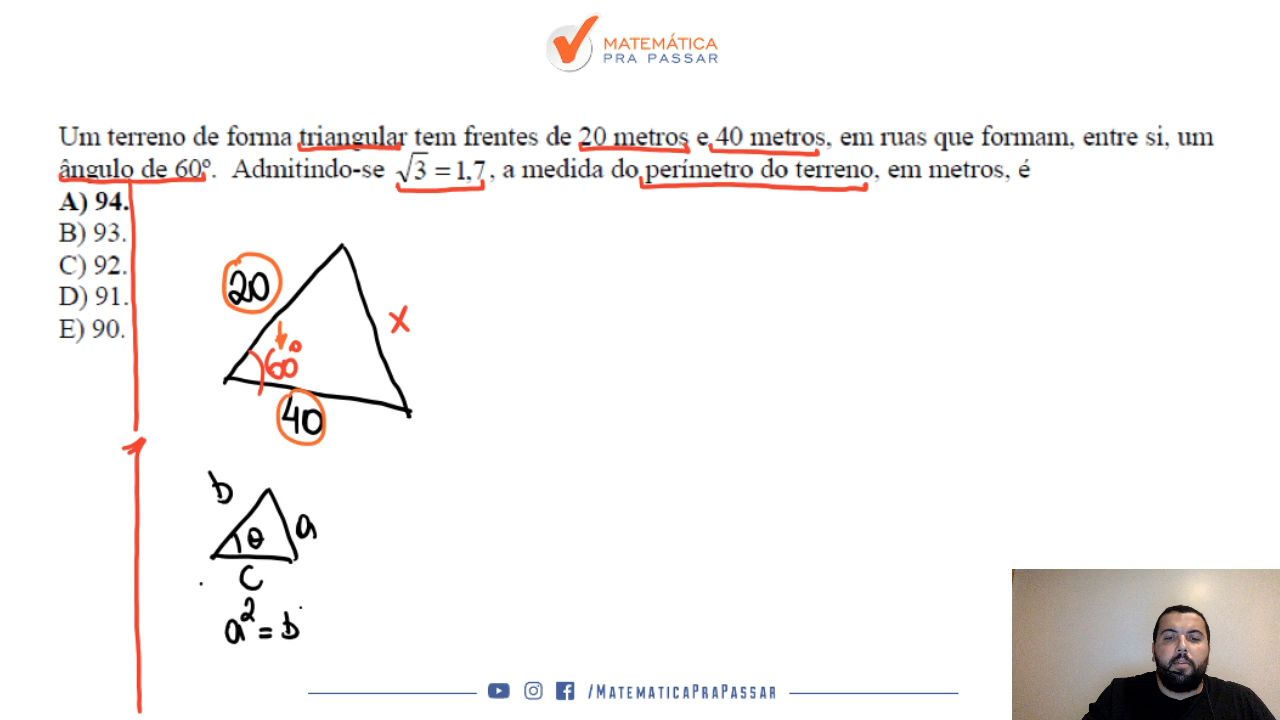 MATEMÁTICA
PRA PASSAR
Um terreno de forma triangular tem frentes de 20 metros e 40 metros, em ruas que formam, entre si, um
ângulo de 60º. Admitindo-se √3 = 1,7, a medida do perímetro do terreno, em metros, é
A) 94.
B) 93.
C) 92.
D) 91.
E) 90.
20
x
60°
40
b
θ
a
c
a² = b
/MATEMATICAPRAPASSAR